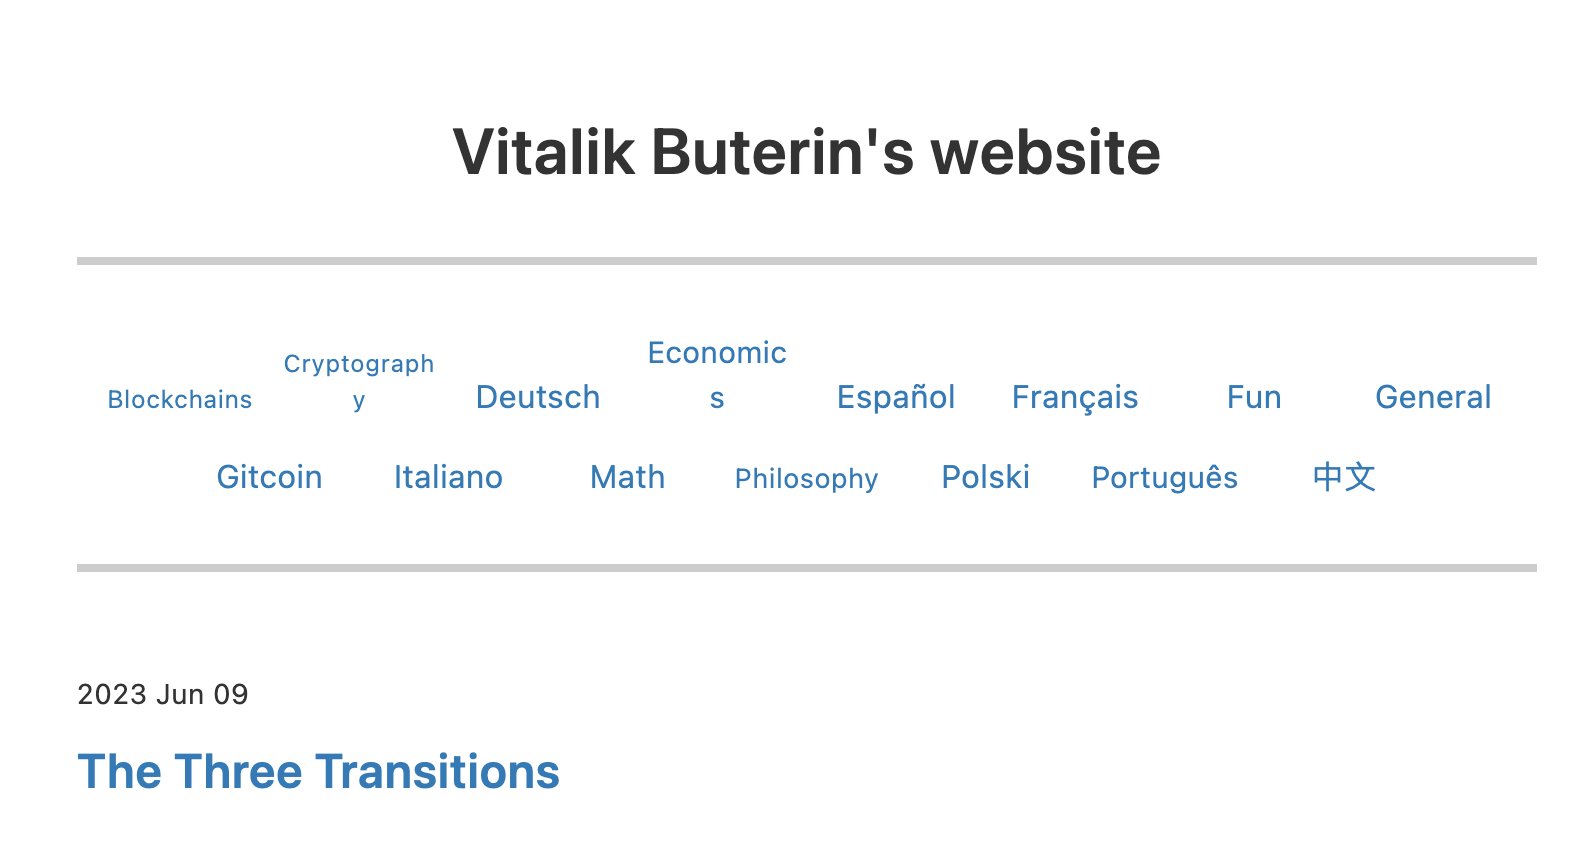 Vitalik Buterin's website
Blockchains Cryptography Deutsch Economics Español Français Fun General
Gitcoin Italiano Math Philosophy Polski Português 中文
2023 Jun 09
The Three Transitions